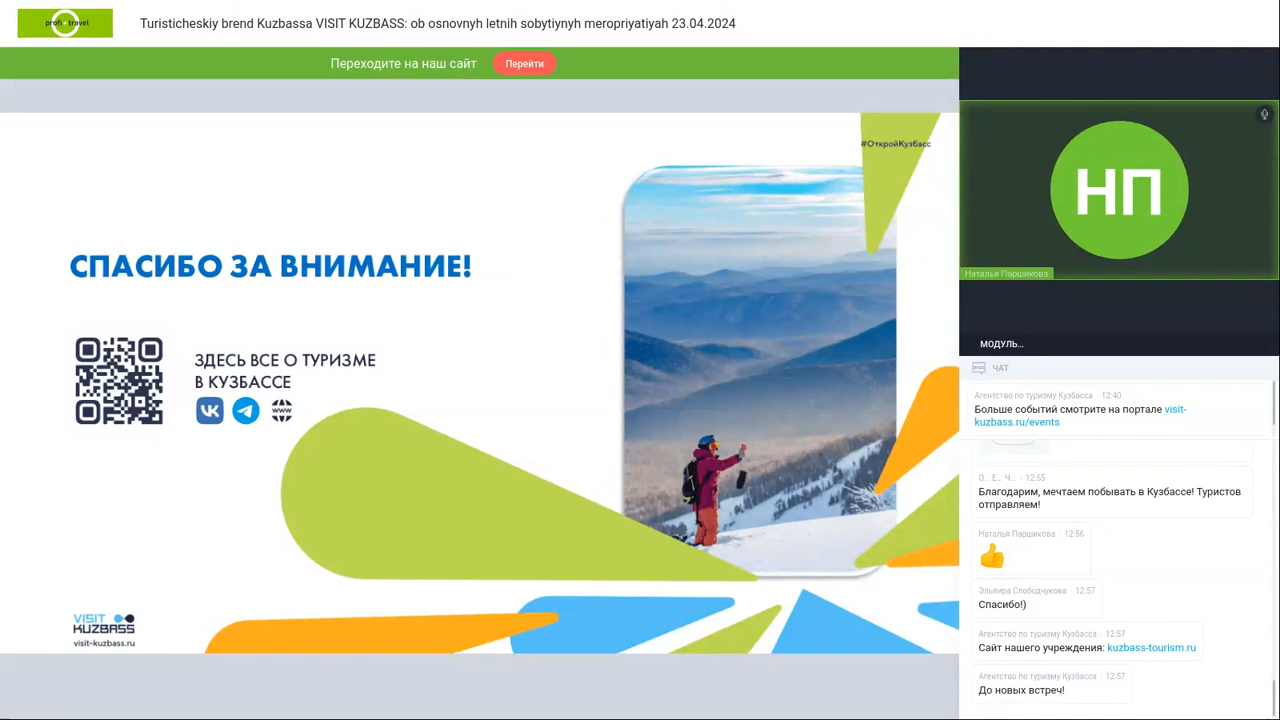 profi travel
Turisticheskiy brend Kuzbassa VISIT KUZBASS: ob osnovnyh letnih sobytiynyh meropriyatiyah 23.04.2024
Переходите на наш сайт
Перейти
#ОткройКузбасс
СПАСИБО ЗА ВНИМАНИЕ!
ЗДЕСЬ ВСЕ О ТУРИЗМЕ
В КУЗБАССЕ
WWW
VISIT
KUZBASS
visit-kuzbass.ru
НП
Наталья Паршикова
МОДУЛЬ...
ЧАТ
Агентство по туризму Кузбасса · 12:40
Больше событий смотрите на портале visit-
kuzbass.ru/events
О... Е... Ч... · 12:55
Благодарим, мечтаем побывать в Кузбассе! Туристов
отправляем!
Наталья Паршикова · 12:56
Эльвира Слободчукова · 12:57
Спасибо!)
Агентство по туризму Кузбасса · 12:57
Сайт нашего учреждения: kuzbass-tourism.ru
Агентство по туризму Кузбасса · 12:57
До новых встреч!